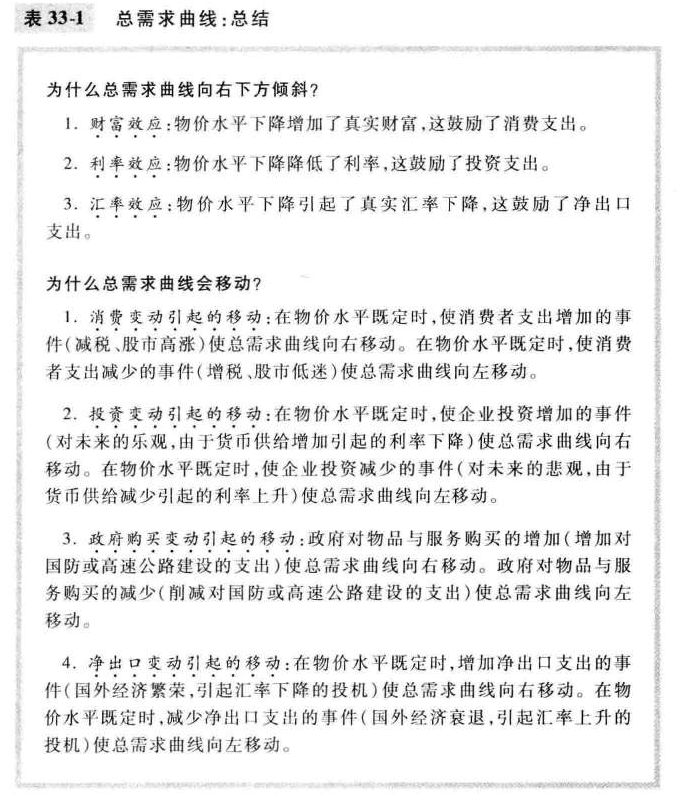 表 33-1 总需求曲线:总结
为什么总需求曲线向右下方倾斜?
1. 财富效应:物价水平下降增加了真实财富,这鼓励了消费支出。
2. 利率效应:物价水平下降降低了利率,这鼓励了投资支出。
3. 汇率效应:物价水平下降引起了真实汇率下降,这鼓励了净出口
支出。
为什么总需求曲线会移动?
1. 消费变动引起的移动:在物价水平既定时,使消费者支出增加的事
件(减税、股市高涨)使总需求曲线向右移动。在物价水平既定时,使消费
者支出减少的事件(增税、股市低迷)使总需求曲线向左移动。
2. 投资变动引起的移动:在物价水平既定时,使企业投资增加的事件
(对未来的乐观,由于货币供给增加引起的利率下降)使总需求曲线向右
移动。在物价水平既定时,使企业投资减少的事件(对未来的悲观,由于
货币供给减少引起的利率上升)使总需求曲线向左移动。
3. 政府购买变动引起的移动:政府对物品与服务购买的增加(增加对
国防或高速公路建设的支出)使总需求曲线向右移动。政府对物品与服
务购买的减少(削减对国防或高速公路建设的支出)使总需求曲线向左
移动。
4. 净出口变动引起的移动:在物价水平既定时,增加净出口支出的事
件(国外经济繁荣,引起汇率下降的投机)使总需求曲线向右移动。在物
价水平既定时,减少净出口支出的事件(国外经济衰退,引起汇率上升的
投机)使总需求曲线向左移动。